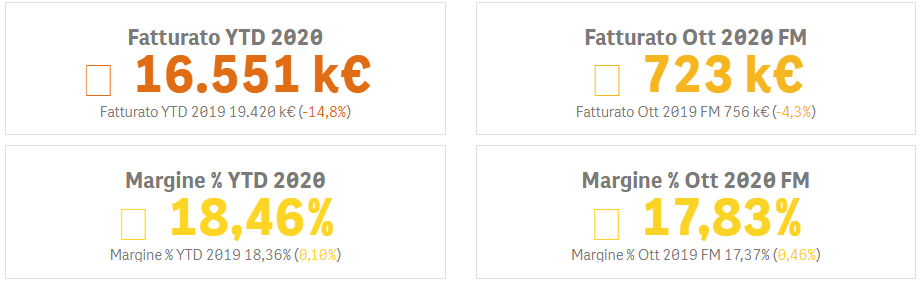 Fatturato YTD 2020
16.551 k€
Fatturato YTD 2019 19.420 k€ (-14,8%)
Fatturato Ott 2020 FM
723 k€
Fatturato Ott 2019 FM 756 k€ (-4,3%)
Margine % YTD 2020
18,46%
Margine % YTD 2019 18,36% (0,10%)
Margine % Ott 2020 FM
17,83%
Margine % Ott 2019 FM 17,37% (0,46%)